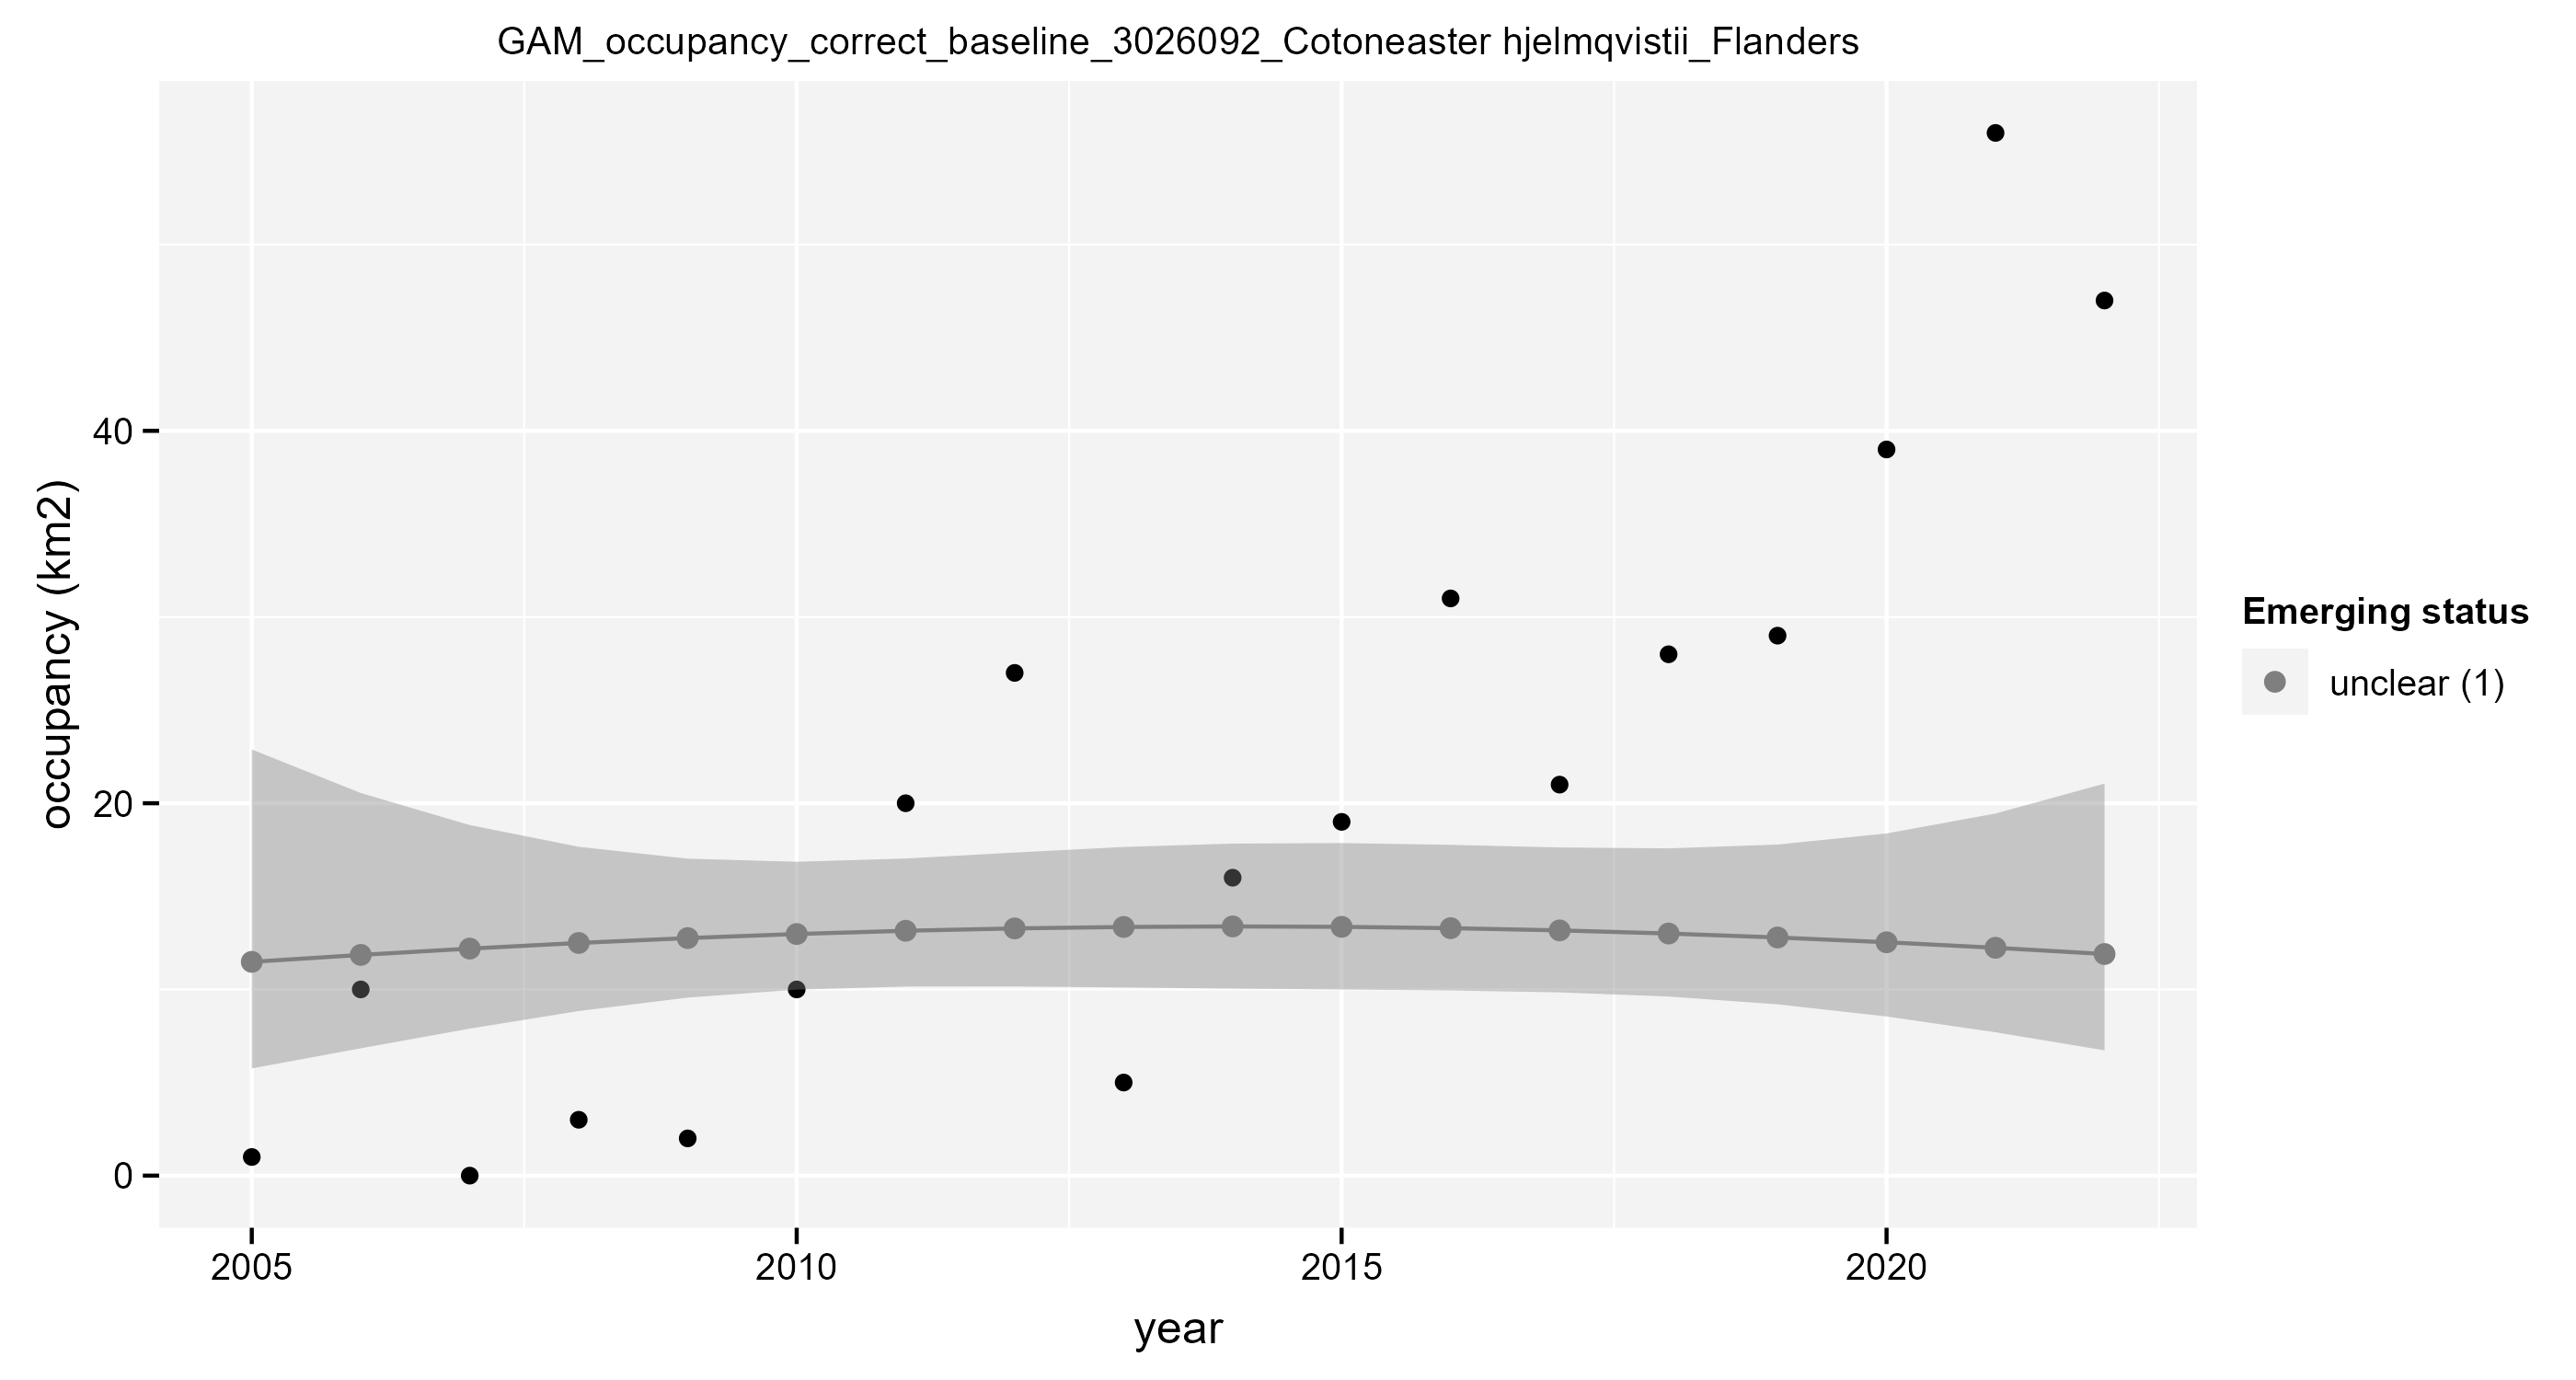 GAM_occupancy_correct_baseline_3026092_Cotoneaster hjelmqvistii_Flanders
occupancy (km2)
40
20
0
2005
2010
2015
2020
year
Emerging status
unclear (1)